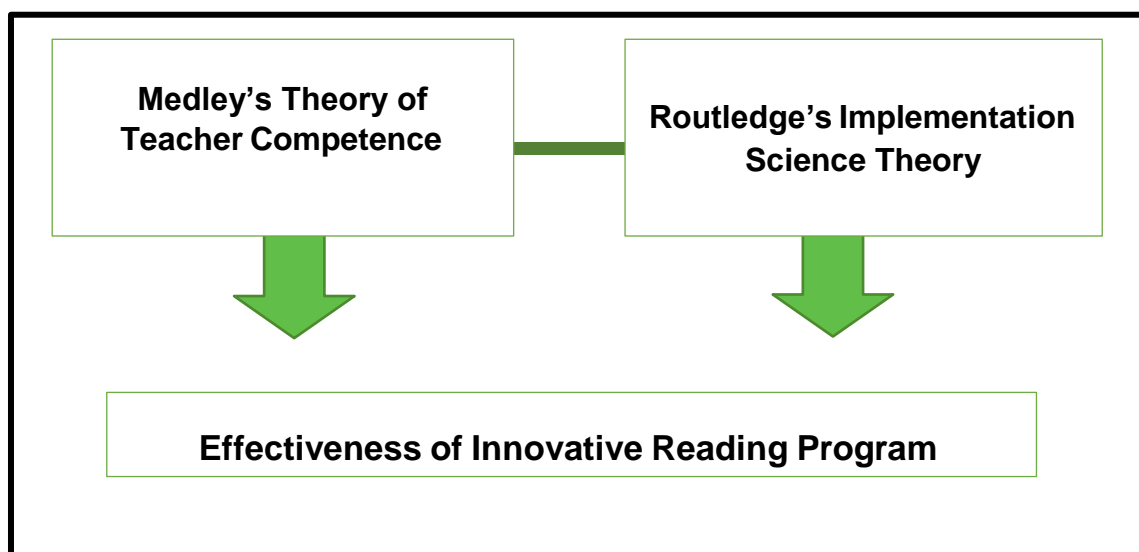 Medley’s Theory of
Teacher Competence
Routledge’s Implementation
Science Theory
Effectiveness of Innovative Reading Program